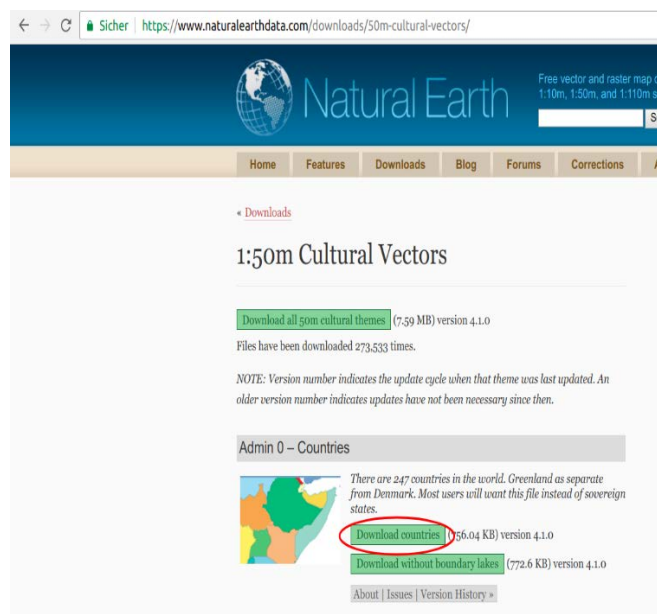 Sicher | https://www.naturalearthdata.com/downloads/50m-cultural-vectors/
Natural Earth
Free vector and raster map
1:10m, 1:50m, and 1:110m
Home Features Downloads Blog Forums Corrections
« Downloads
1:50m Cultural Vectors
Download all 50m cultural themes (7.59 MB) version 4.1.0
Files have been downloaded 273,533 times.
NOTE: Version number indicates the update cycle when that theme was last updated. An
older version number indicates updates have not been necessary since then.
Admin 0 – Countries
There are 247 countries in the world. Greenland as separate
from Denmark. Most users will want this file instead of sovereign
states.
Download countries (756.04 KB) version 4.1.0
Download without boundary lakes (772.6 KB) version 4.1.0
About | Issues | Version History »